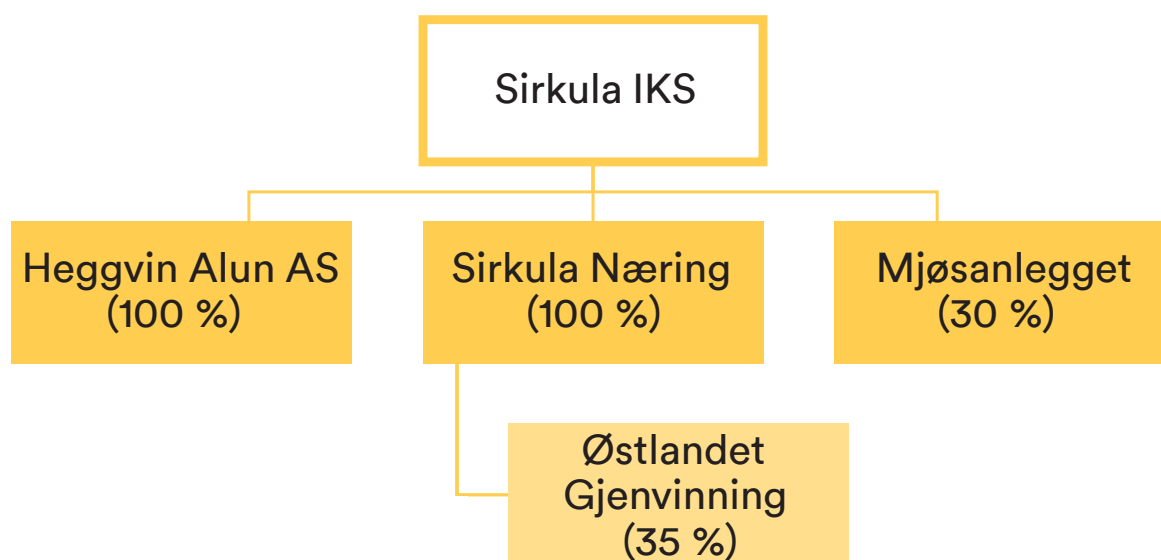 Sirkula IKS
Heggvin Alun AS
(100 %)
Sirkula Næring
(100 %)
Mjøsanlegget
(30 %)
Østlandet
Gjenvinning
(35 %)